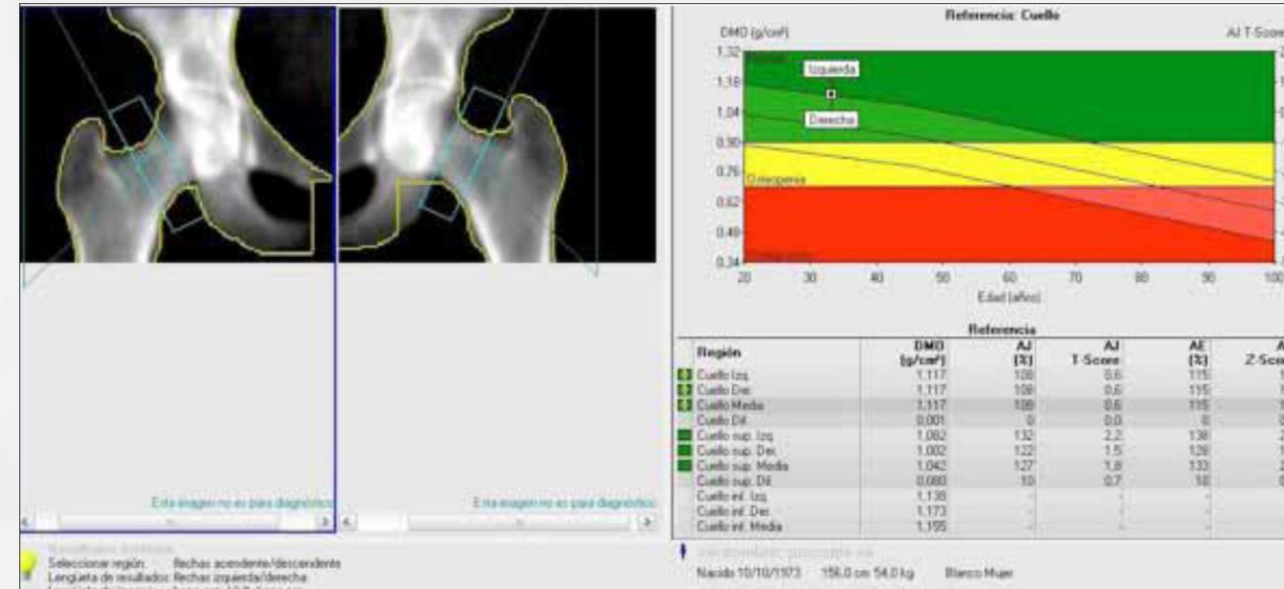 Referencia: Cuello
DMO (g/cm²)
AJ T-Score
1.32
1.18
1.04
0.90
0.76
0.62
0.48
0.34
Izquierda
Derecha
Osteopenia
20 30 40 50 60 70 80 90 100
Edad (años)
Referencia
Región DMO (g/cm²) AJ (%) AJ T-Score AE (%) Z-Sco
Cuello Izq. 1,117 108 0,6 115
Cuello Der. 1,117 108 0,6 115
Cuello Media 1,117 108 0,6 115
Cuello Dif. 0,001 0 0,0 0
Cuello sup. Izq. 1,082 132 2,2 138
Cuello sup. Der. 1,002 122 1,5 128
Cuello sup. Media 1,042 127 1,8 133
Cuello sup. Dif. 0,080 10 0,7 10
Cuello inf. Izq. 1,138 - - -
Cuello inf. Der. 1,173 - - -
Cuello inf. Media 1,155 - - -
Esta imagen no es para diagnóstico
Esta imagen no es para diagnóstico
Seleccionar región: flechas acendente/descendente
Lengüeta de resultados: flechas izquierda/derecha
Nacido 10/10/1973 156.0 cm 54.0 kg Blanco Mujer